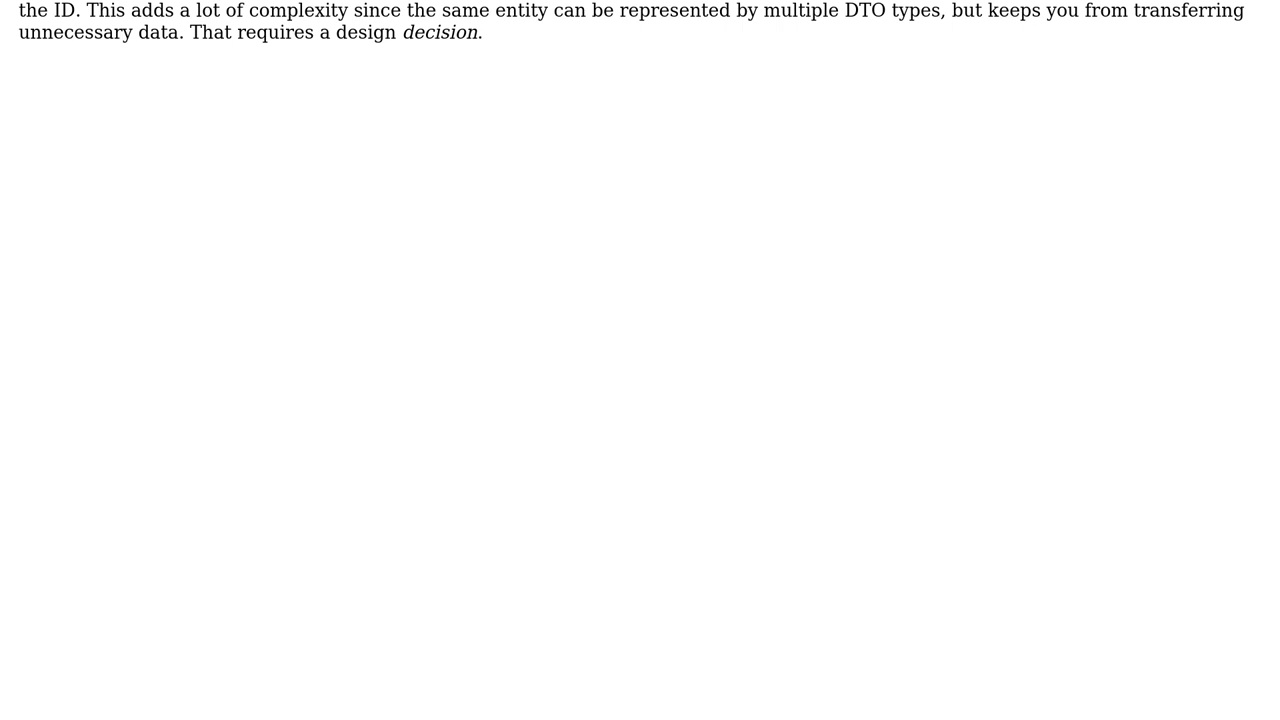 the ID. This adds a lot of complexity since the same entity can be represented by multiple DTO types, but keeps you from transferring
unnecessary data. That requires a design decision.